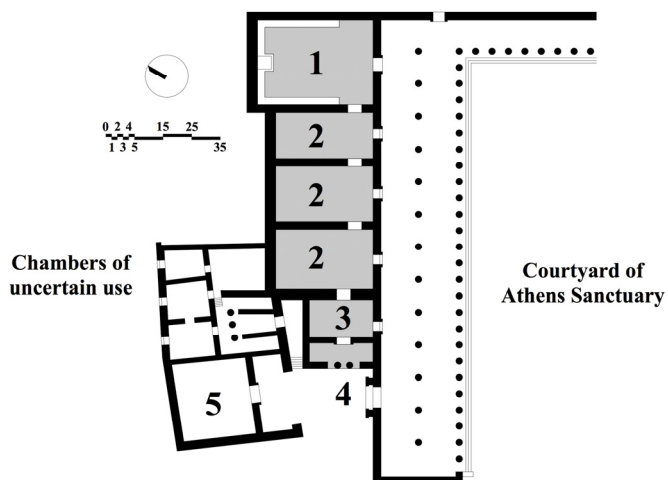 1
0 2 4 15 25
1 3 5 35
2
2
2
Chambers of
uncertain use
Courtyard of
Athens Sanctuary
3
4
5